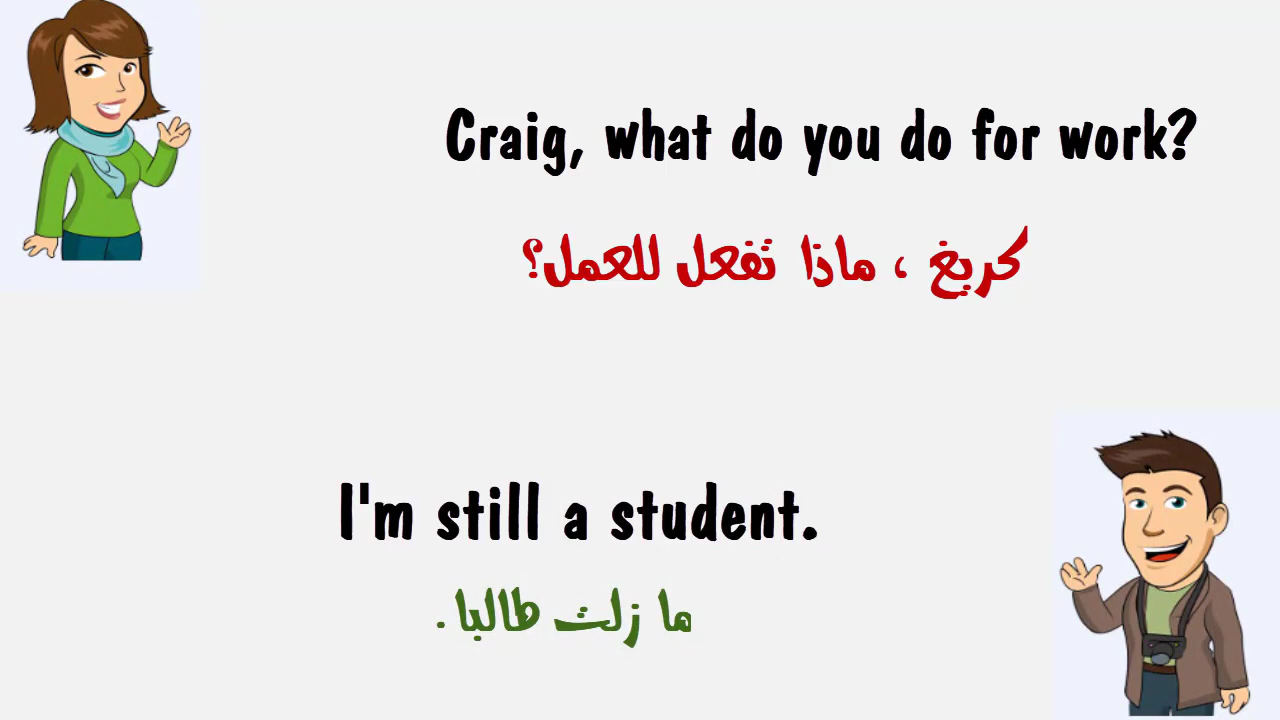 Craig, what do you do for work?
كريغ ، ماذا تفعل للعمل؟
I'm still a student.
ما زلت طالبا.